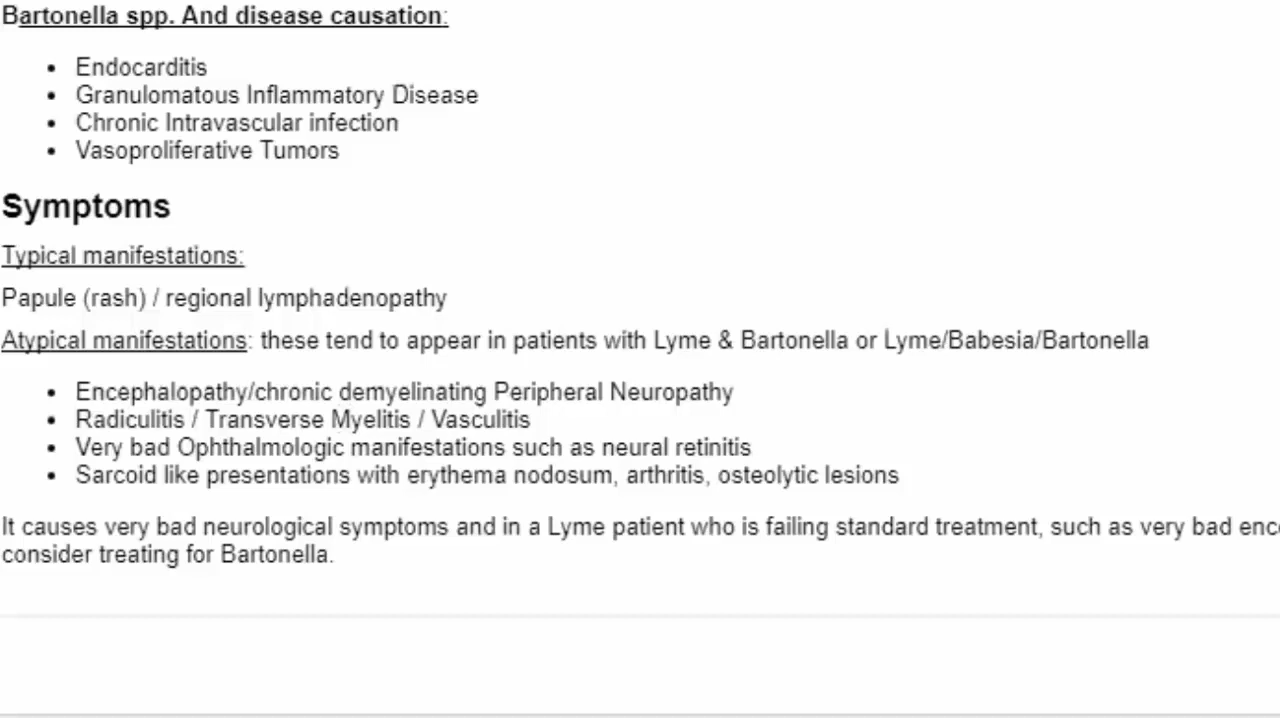 Bartonella spp. And disease causation:
• Endocarditis
• Granulomatous Inflammatory Disease
• Chronic Intravascular infection
• Vasoproliferative Tumors
Symptoms
Typical manifestations:
Papule (rash) / regional lymphadenopathy
Atypical manifestations: these tend to appear in patients with Lyme & Bartonella or Lyme/Babesia/Bartonella
• Encephalopathy/chronic demyelinating Peripheral Neuropathy
• Radiculitis / Transverse Myelitis / Vasculitis
• Very bad Ophthalmologic manifestations such as neural retinitis
• Sarcoid like presentations with erythema nodosum, arthritis, osteolytic lesions
It causes very bad neurological symptoms and in a Lyme patient who is failing standard treatment, such as very bad
consider treating for Bartonella.